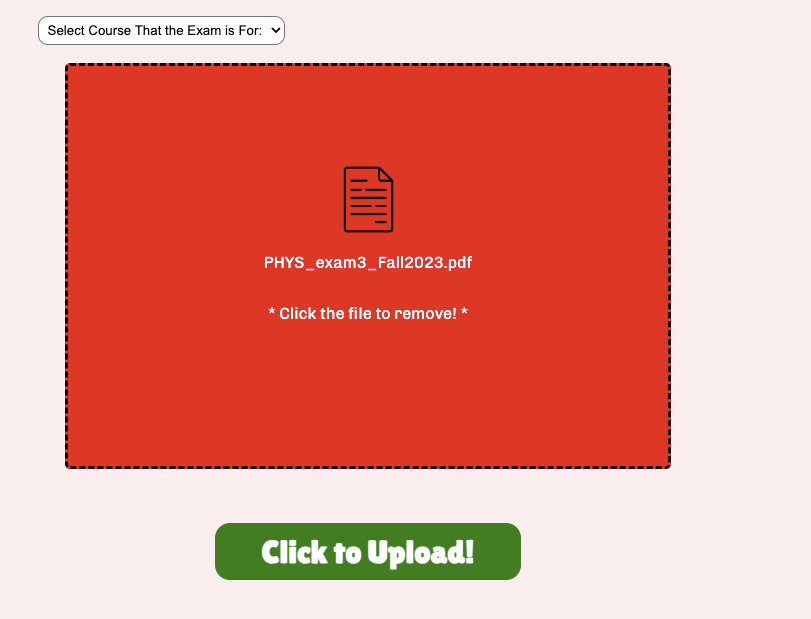 Select Course That the Exam is For:
PHYS_exam3_Fall2023.pdf
* Click the file to remove! *
Click to Upload!